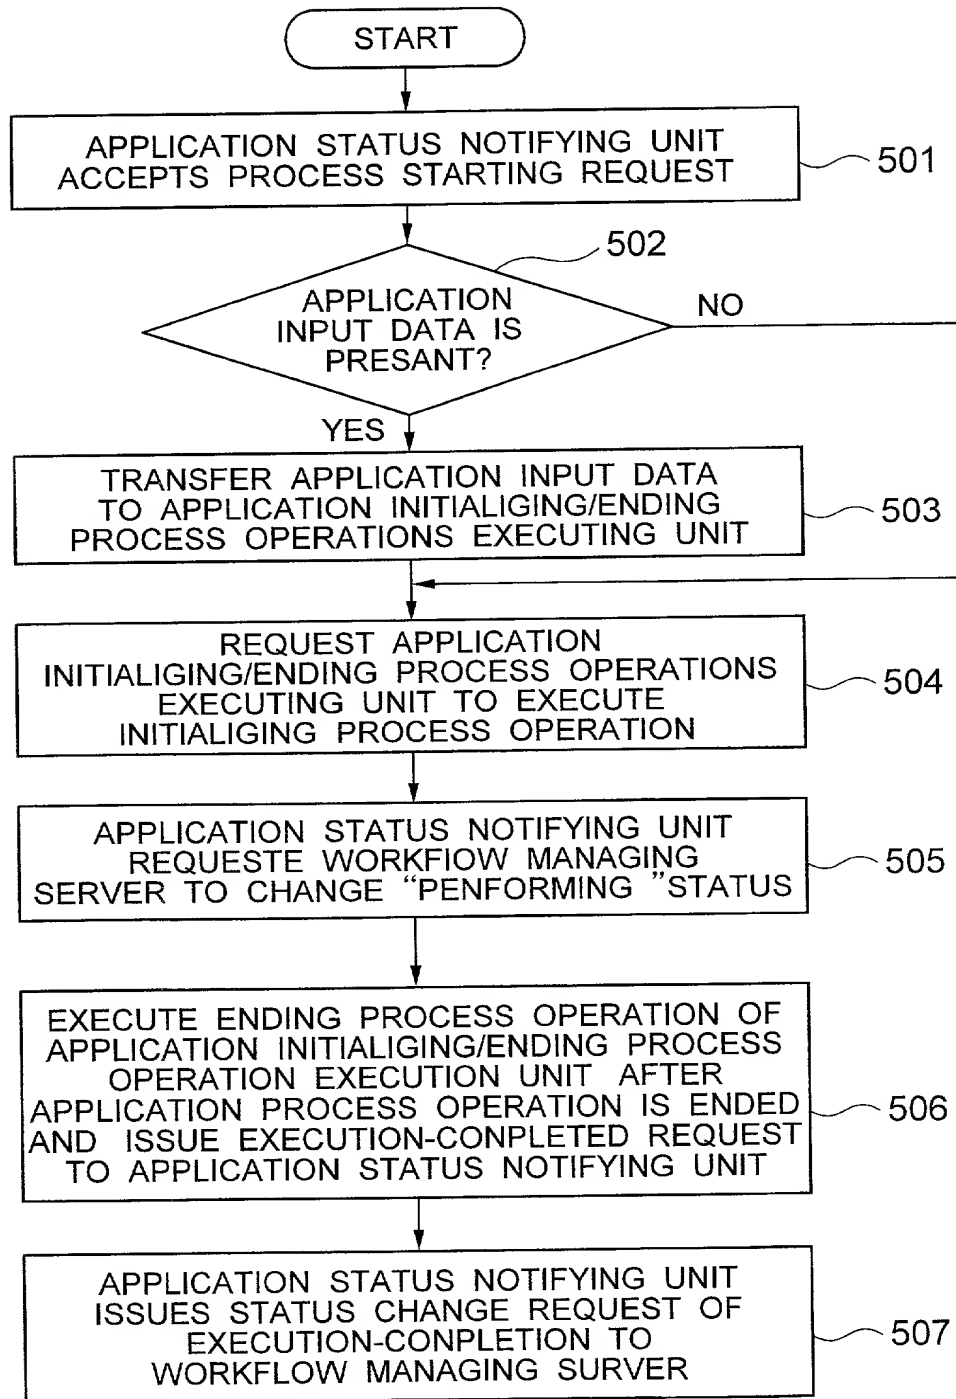 START
APPLICATION STATUS NOTIFYING UNIT
ACCEPTS PROCESS STARTING REQUEST
501
502
APPLICATION
INPUT DATA IS
PRESANT?
NO
YES
TRANSFER APPLICATION INPUT DATA
TO APPLICATION INITIALIGING/ENDING
PROCESS OPERATIONS EXECUTING UNIT
503
REQUEST APPLICATION
INITIALIGING/ENDING PROCESS OPERATIONS
EXECUTING UNIT TO EXECUTE
INITIALIGING PROCESS OPERATION
504
APPLICATION STATUS NOTIFYING UNIT
REQUESTE WORKFIOW MANAGING
SERVER TO CHANGE “PENFORMING ”STATUS
505
EXECUTE ENDING PROCESS OPERATION OF
APPLICATION INITIALIGING/ENDING PROCESS
OPERATION EXECUTION UNIT AFTER
APPLICATION PROCESS OPERATION IS ENDED
AND ISSUE EXECUTION-CONPLETED REQUEST
TO APPLICATION STATUS NOTIFYING UNIT
506
APPLICATION STATUS NOTIFYING UNIT
ISSUES STATUS CHANGE REQUEST OF
EXECUTION-CONPLETION TO
WORKFLOW MANAGING SURVER
507